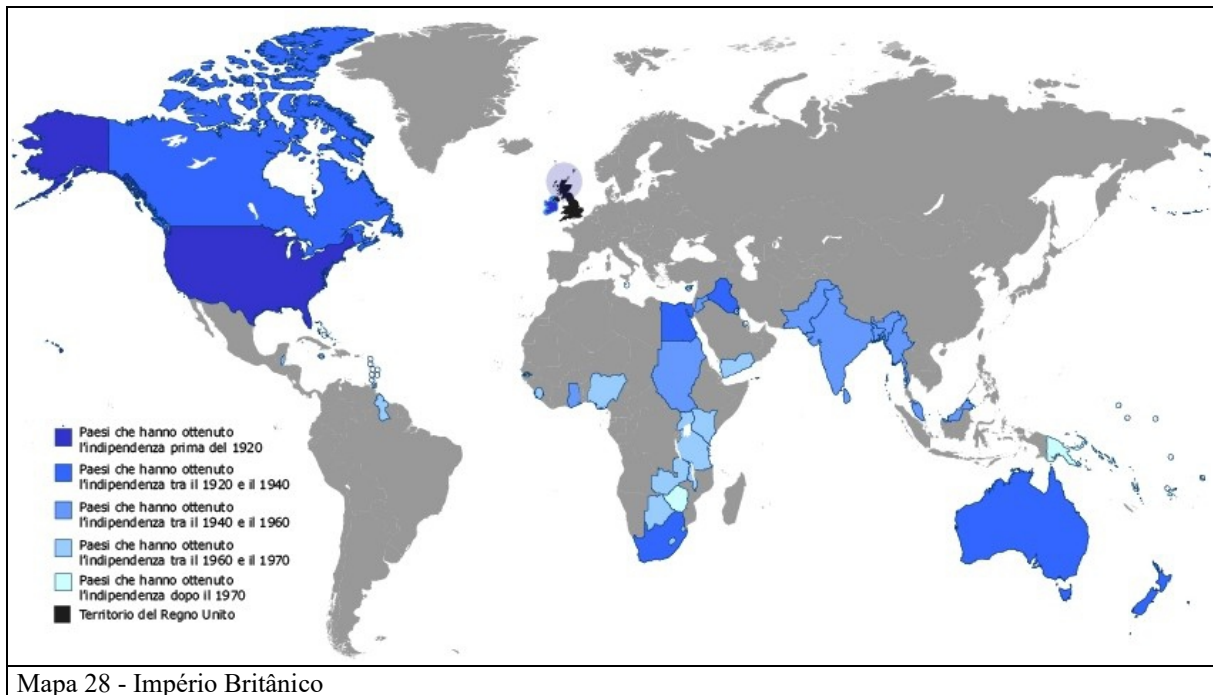 Paesi che hanno ottenuto
l'indipendenza prima del 1920
Paesi che hanno ottenuto
l'indipendenza tra il 1920 e il 1940
Paesi che hanno ottenuto
l'indipendenza tra il 1940 e il 1960
Paesi che hanno ottenuto
l'indipendenza tra il 1960 e il 1970
Paesi che hanno ottenuto
l'indipendenza dopo il 1970
Territorio del Regno Unito
Mapa 28 - Império Britânico